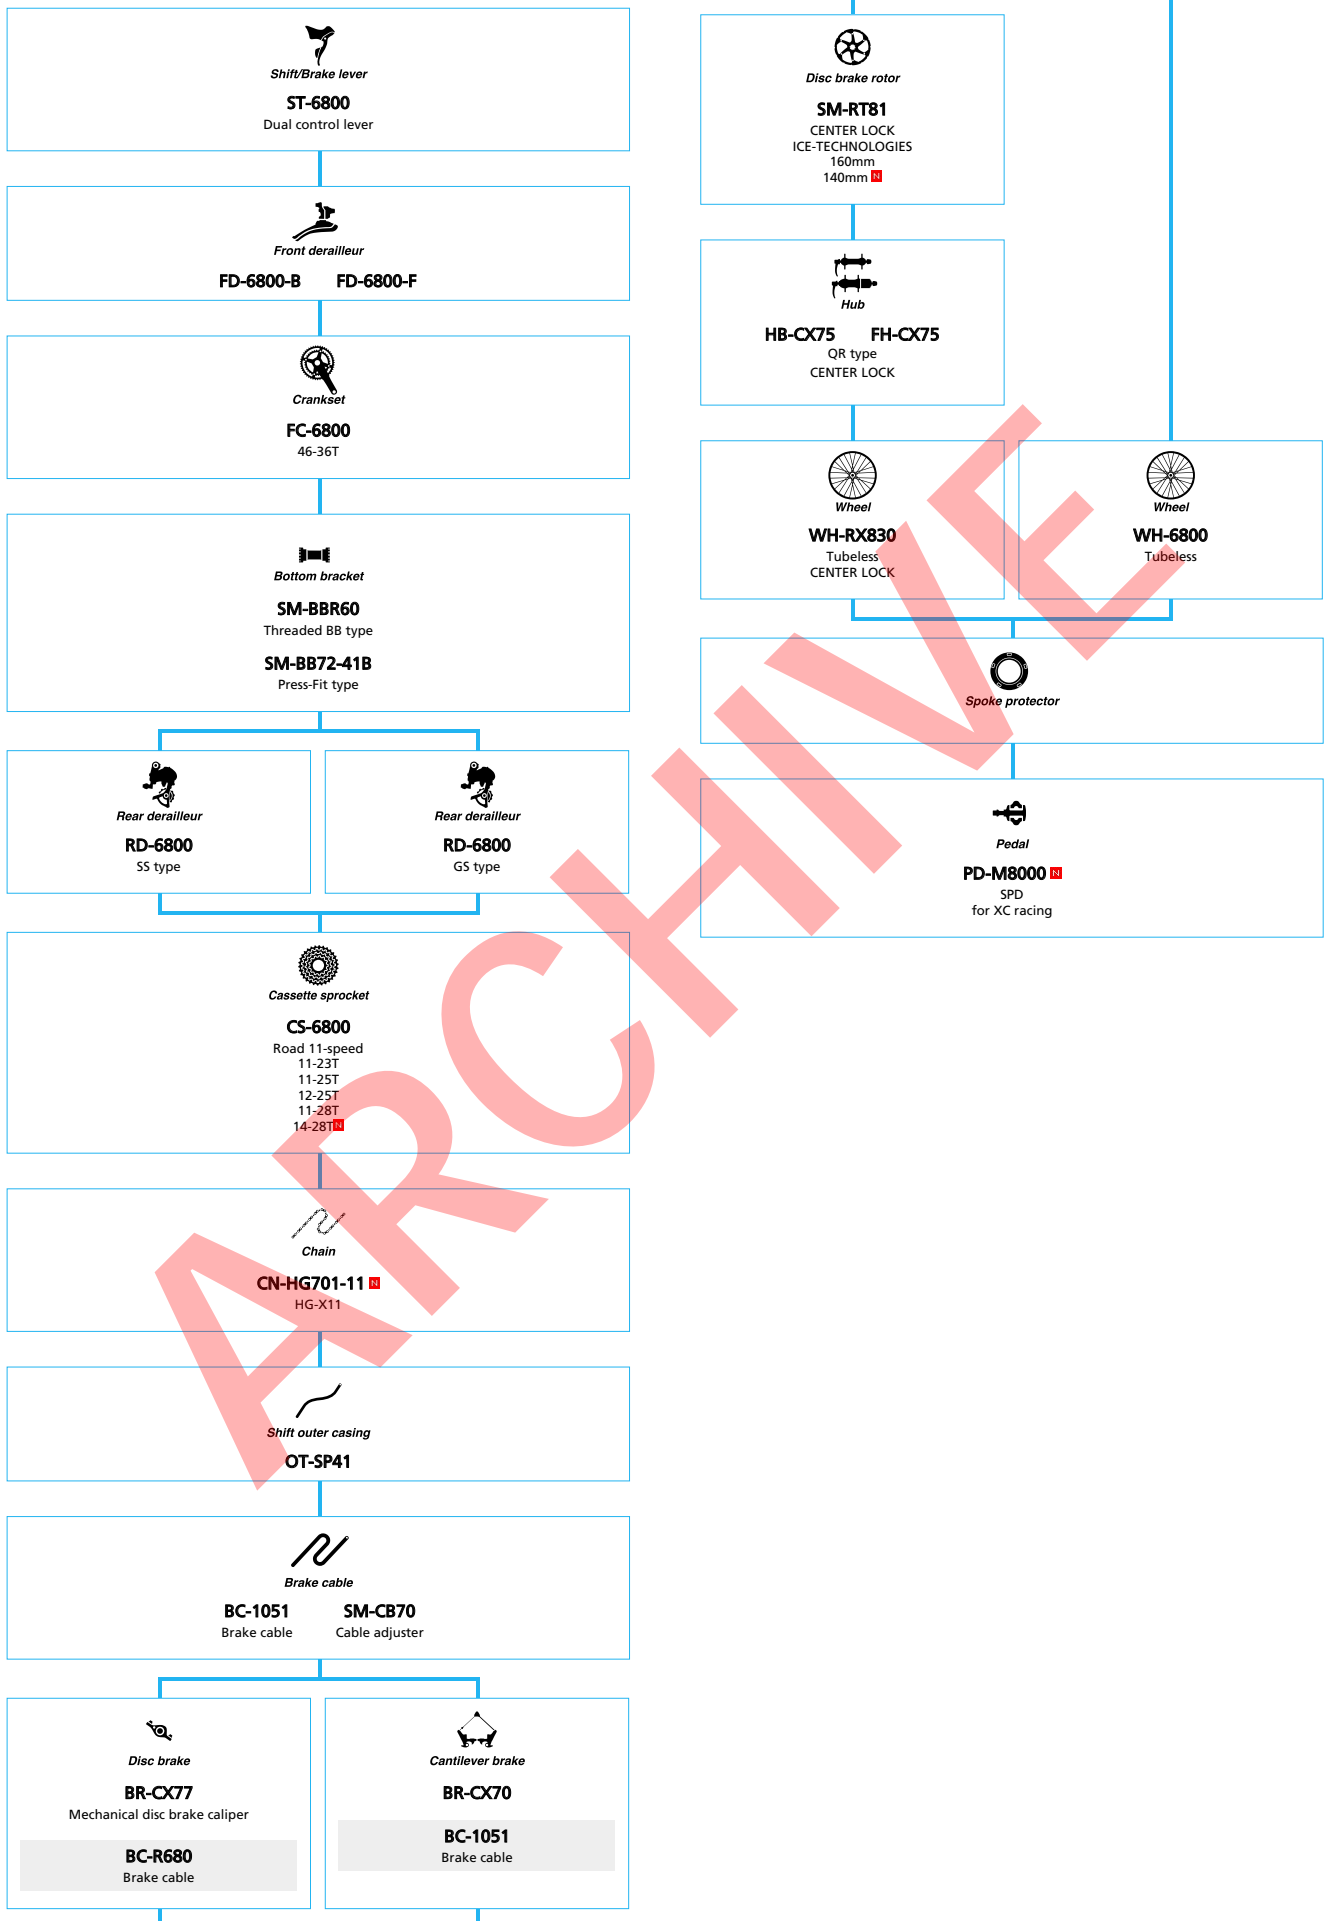 Shift/Brake lever
ST-6800
Dual control lever
Front derailleur
FD-6800-B FD-6800-F
Crankset
FC-6800
46-36T
Bottom bracket
SM-BBR60
Threaded BB type
SM-BB72-41B
Press-Fit type
Rear derailleur
RD-6800
SS type
Rear derailleur
RD-6800
GS type
Cassette sprocket
CS-6800
Road 11-speed
11-23T
11-25T
12-25T
11-28T
14-28T N
Chain
CN-HG701-11 N
HG-X11
Shift outer casing
OT-SP41
Brake cable
BC-1051 SM-CB70
Brake cable Cable adjuster
Disc brake
BR-CX77
Mechanical disc brake caliper
BC-R680
Brake cable
Cantilever brake
BR-CX70
BC-1051
Brake cable
Disc brake rotor
SM-RT81
CENTER LOCK
ICE-TECHNOLOGIES
160mm
140mm N
Hub
HB-CX75 FH-CX75
QR type
CENTER LOCK
Wheel
WH-RX830
Tubeless
CENTER LOCK
Wheel
WH-6800
Tubeless
Spoke protector
Pedal
PD-M8000 N
SPD
for XC racing
ARCHIVE